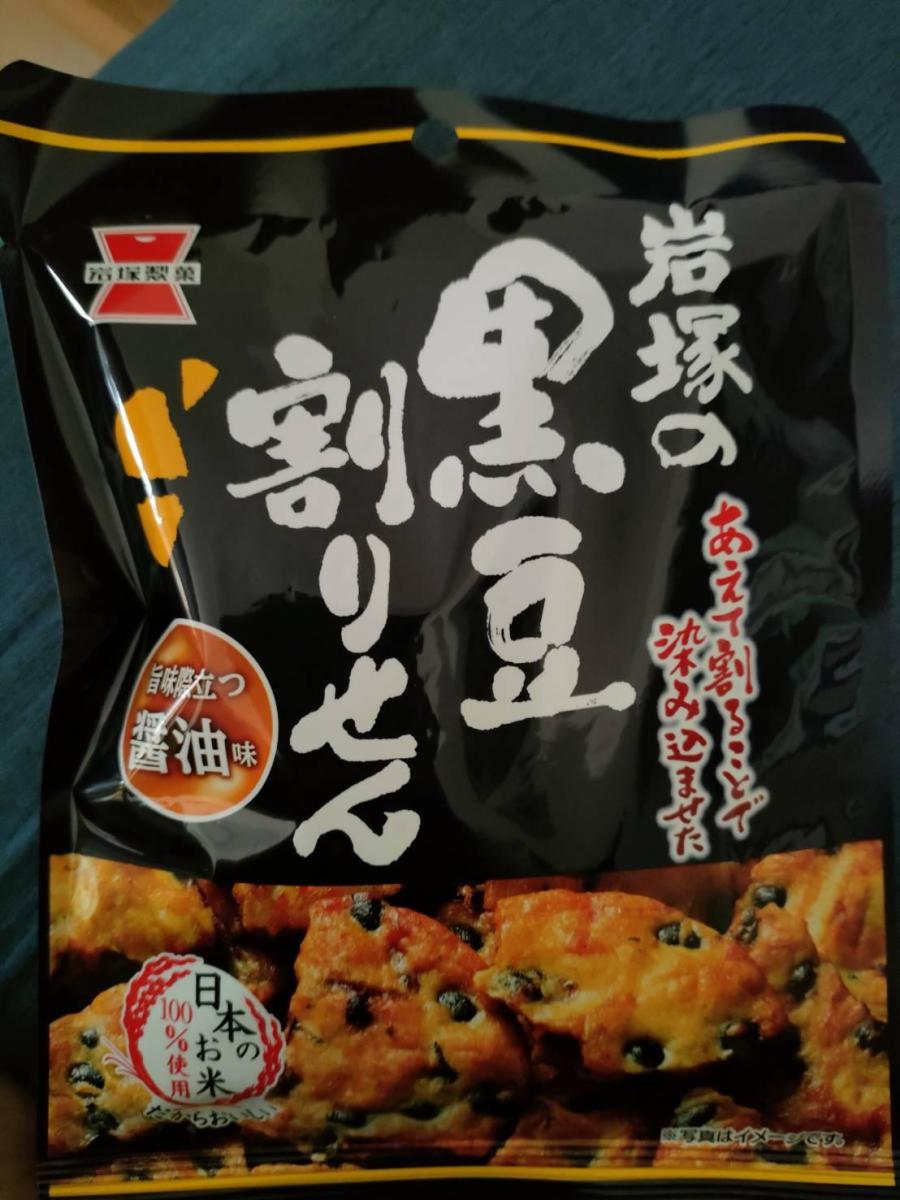 岩塚製菓
岩塚の
黒豆
割りせん
あえて割ることで
染み込ませた
旨味際立つ
醤油味
日本の
お米
100%使用
だからおいしい
※写真はイメージです。